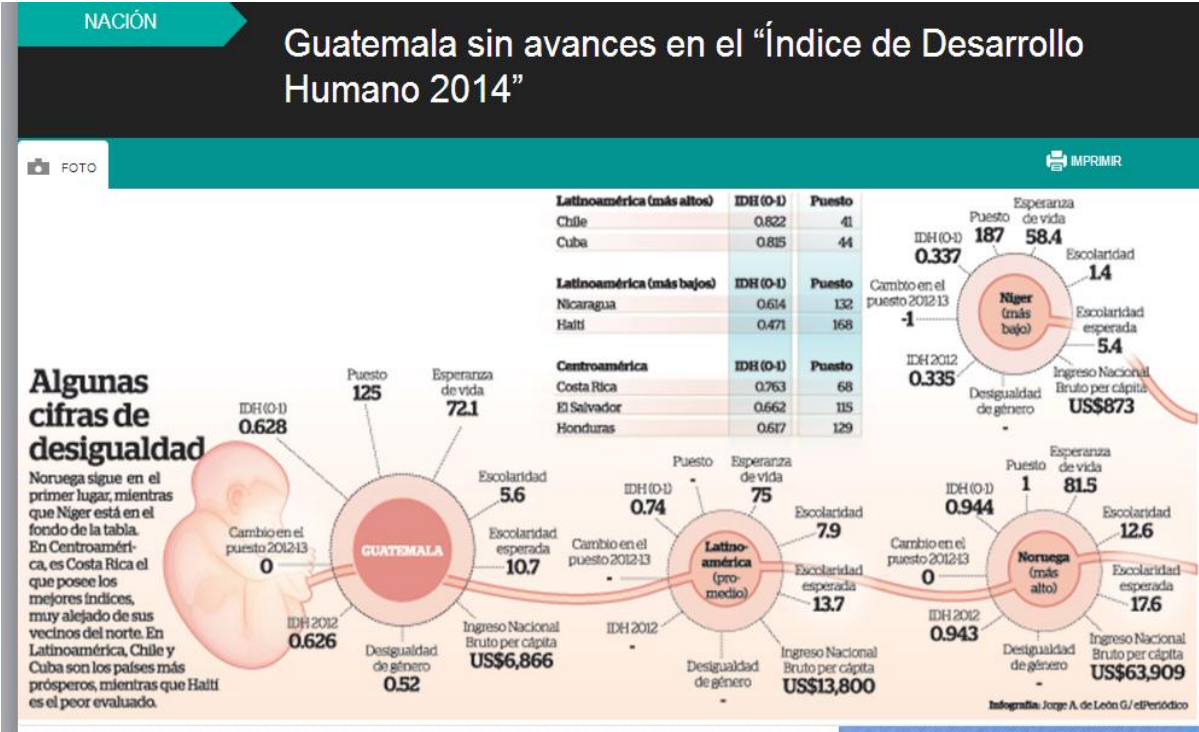 NACIÓN
Guatemala sin avances en el “Índice de Desarrollo
Humano 2014”
FOTO
IMPRIMIR
Latinoamérica (más altos) IDH (0-1) Puesto
Chile 0.822 41
Cuba 0.815 44
Latinoamérica (más bajos) IDH (0-1) Puesto
Nicaragua 0.614 132
Haití 0.471 168
Centroamérica IDH (0-1) Puesto
Costa Rica 0.763 68
El Salvador 0.662 115
Honduras 0.617 129
Níger
(más
bajo)
IDH (0-1)
0.337
Puesto
187
Esperanza
de vida
58.4
Escolaridad
1.4
Escolaridad
esperada
5.4
Ingreso Nacional
Bruto per cápita
US$873
Desigualdad
de género
-
IDH 2012
0.335
Cambio en el
puesto 2012-13
-1
Algunas
cifras de
desigualdad
Noruega sigue en el
primer lugar, mientras
que Níger está en el
fondo de la tabla.
En Centroaméri-
ca, es Costa Rica el
que posee los
mejores índices,
muy alejado de sus
vecinos del norte. En
Latinoamérica, Chile y
Cuba son los países más
prósperos, mientras que Haití
es el peor evaluado.
GUATEMALA
IDH (0-1)
0.628
Puesto
125
Esperanza
de vida
72.1
Escolaridad
5.6
Escolaridad
esperada
10.7
Ingreso Nacional
Bruto per cápita
US$6,866
Desigualdad
de género
0.52
IDH 2012
0.626
Cambio en el
puesto 2012-13
0
Latino-
américa
(pro-
medio)
IDH (0-1)
0.74
Puesto
-
Esperanza
de vida
75
Escolaridad
7.9
Escolaridad
esperada
13.7
Ingreso Nacional
Bruto per cápita
US$13,800
Desigualdad
de género
-
IDH 2012
-
Cambio en el
puesto 2012-13
-
Noruega
(más
alto)
IDH (0-1)
0.944
Puesto
1
Esperanza
de vida
81.5
Escolaridad
12.6
Escolaridad
esperada
17.6
Ingreso Nacional
Bruto per cápita
US$63,909
Desigualdad
de género
-
IDH 2012
0.943
Cambio en el
puesto 2012-13
0
Infografía: Jorge A. de León G./ elPeriódico